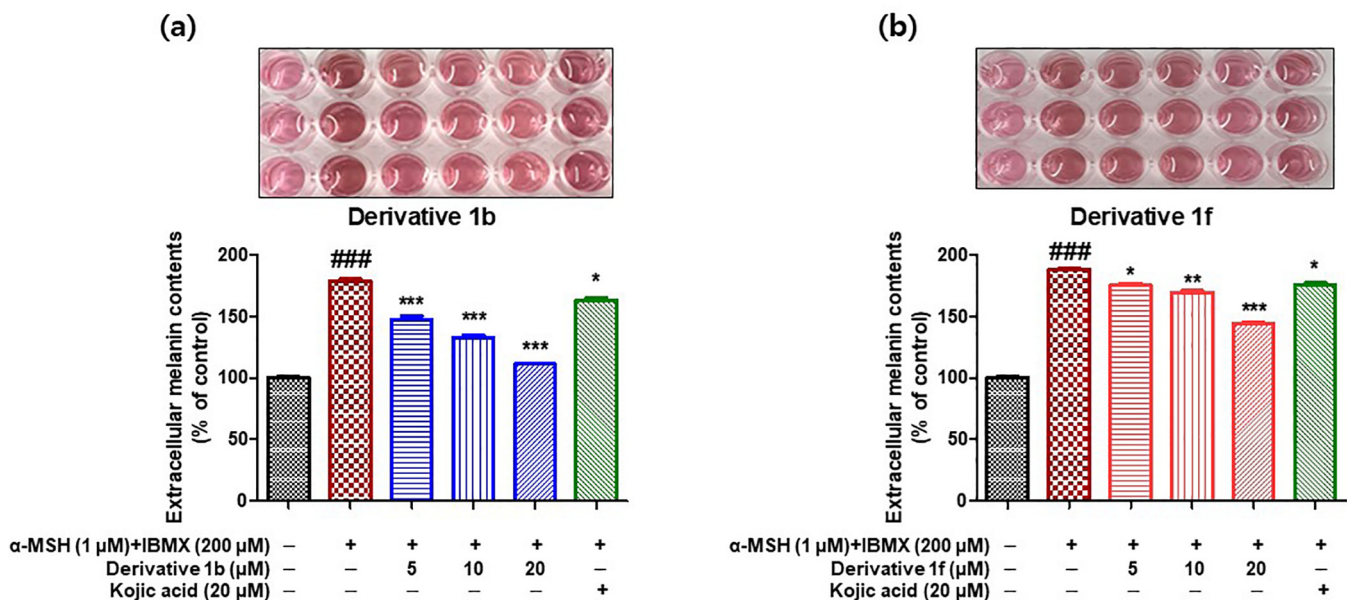 (a)
Derivative 1b
Extracellular melanin contents
(% of control)
200
150
100
50
0
###
***
***
***
*
α-MSH (1 μM)+IBMX (200 μM) – + + + + +
Derivative 1b (μM) – – 5 10 20 –
Kojic acid (20 μM) – – – – – +
(b)
Derivative 1f
Extracellular melanin contents
(% of control)
200
150
100
50
0
###
*
**
***
*
α-MSH (1 μM)+IBMX (200 μM) – + + + + +
Derivative 1f (μM) – – 5 10 20 –
Kojic acid (20 μM) – – – – – +